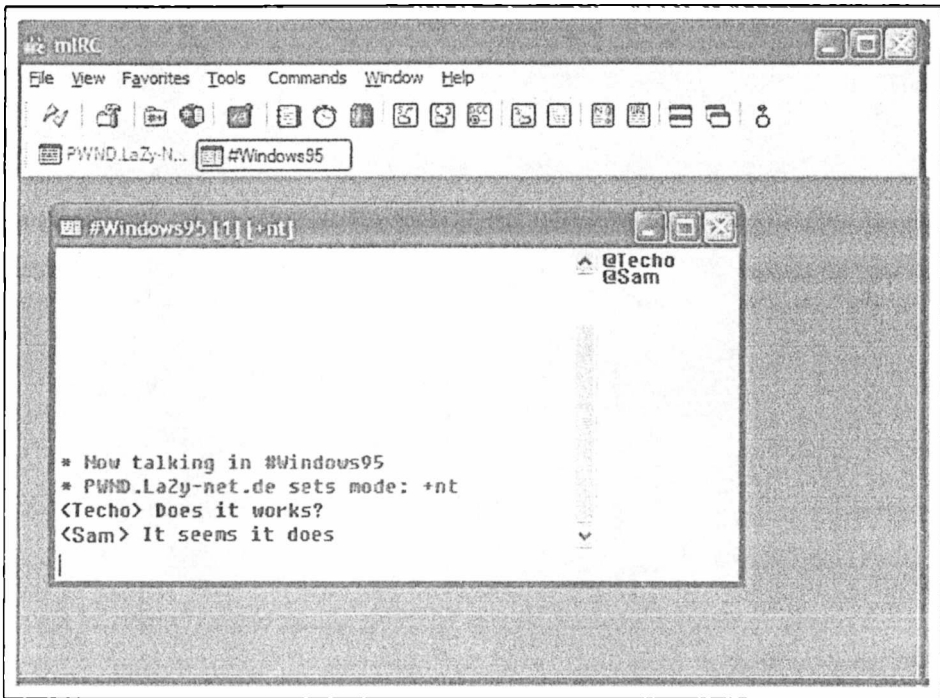 mIRC
File View Favorites Tools Commands Window Help
PWND.LaZy-N... #Windows95
#Windows95 [1] [+nt]
@Techo
@Sam
* Now talking in #Windows95
* PWND.LaZy-net.de sets mode: +nt
<Techo> Does it works?
<Sam> It seems it does